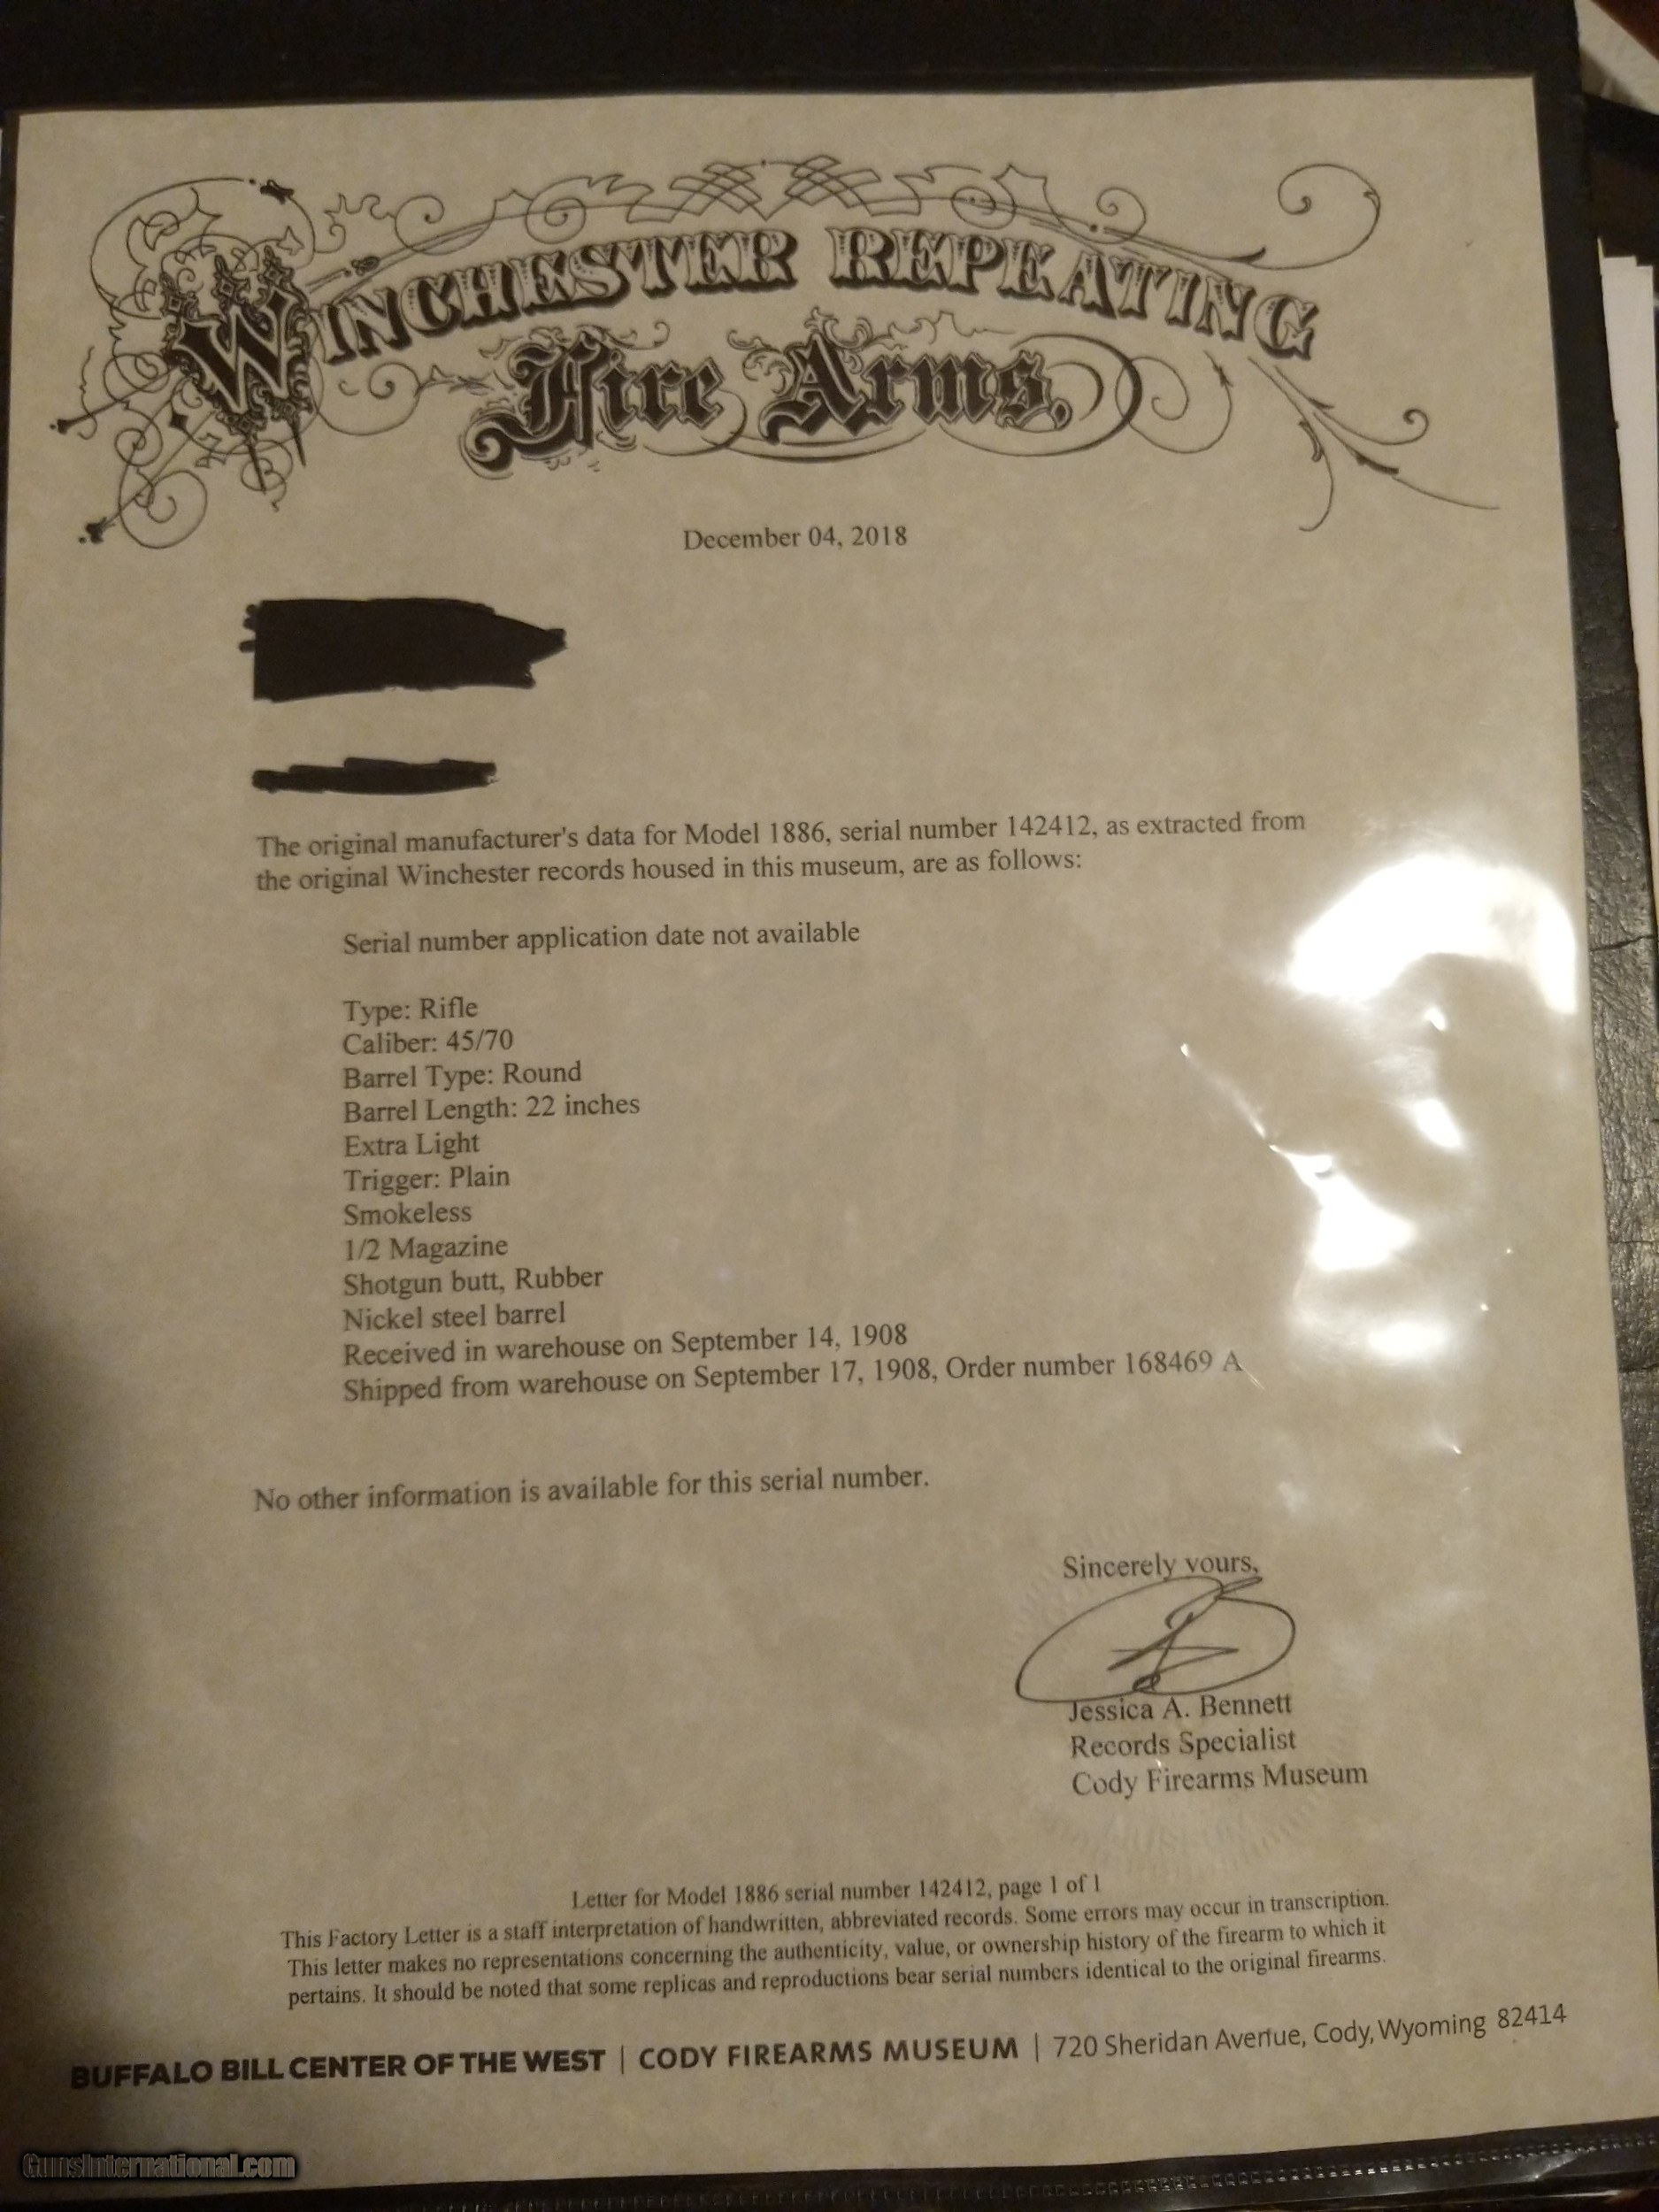 WINCHESTER REPEATING
Fire Arms,
December 04, 2018
The original manufacturer's data for Model 1886, serial number 142412, as extracted from
the original Winchester records housed in this museum, are as follows:
Serial number application date not available
Type: Rifle
Caliber: 45/70
Barrel Type: Round
Barrel Length: 22 inches
Extra Light
Trigger: Plain
Smokeless
1/2 Magazine
Shotgun butt, Rubber
Nickel steel barrel
Received in warehouse on September 14, 1908
Shipped from warehouse on September 17, 1908, Order number 168469 A
No other information is available for this serial number.
Sincerely yours,
Jessica A. Bennett
Records Specialist
Cody Firearms Museum
Letter for Model 1886 serial number 142412, page 1 of 1
This Factory Letter is a staff interpretation of handwritten, abbreviated records. Some errors may occur in transcription.
This letter makes no representations concerning the authenticity, value, or ownership history of the firearm to which it
pertains. It should be noted that some replicas and reproductions bear serial numbers identical to the original firearms.
BUFFALO BILL CENTER OF THE WEST | CODY FIREARMS MUSEUM | 720 Sheridan Avenue, Cody, Wyoming 82414
GunsInternational.com